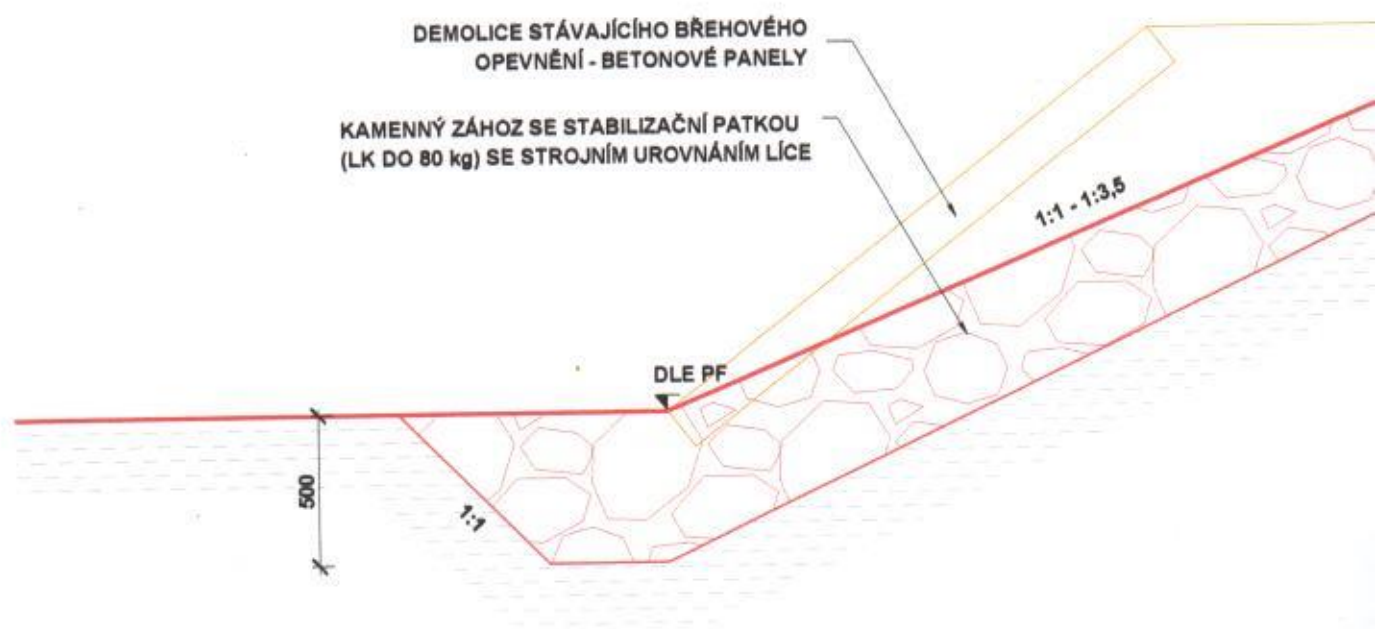 DEMOLICE STÁVAJÍCÍHO BŘEHOVÉHO
OPEVNĚNÍ - BETONOVÉ PANELY
KAMENNÝ ZÁHOZ SE STABILIZAČNÍ PATKOU
(LK DO 80 kg) SE STROJNÍM UROVNÁNÍM LÍCE
1:1 - 1:3,5
DLE PF
500
1:1